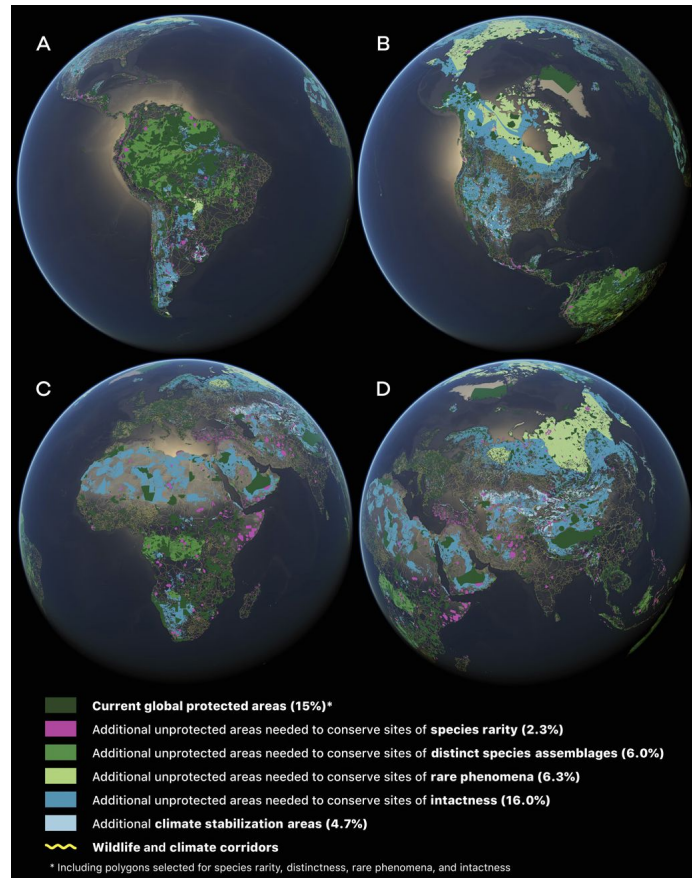 A
B
C
D
Current global protected areas (15%)*
Additional unprotected areas needed to conserve sites of species rarity (2.3%)
Additional unprotected areas needed to conserve sites of distinct species assemblages (6.0%)
Additional unprotected areas needed to conserve sites of rare phenomena (6.3%)
Additional unprotected areas needed to conserve sites of intactness (16.0%)
Additional climate stabilization areas (4.7%)
Wildlife and climate corridors
* Including polygons selected for species rarity, distinctness, rare phenomena, and intactness